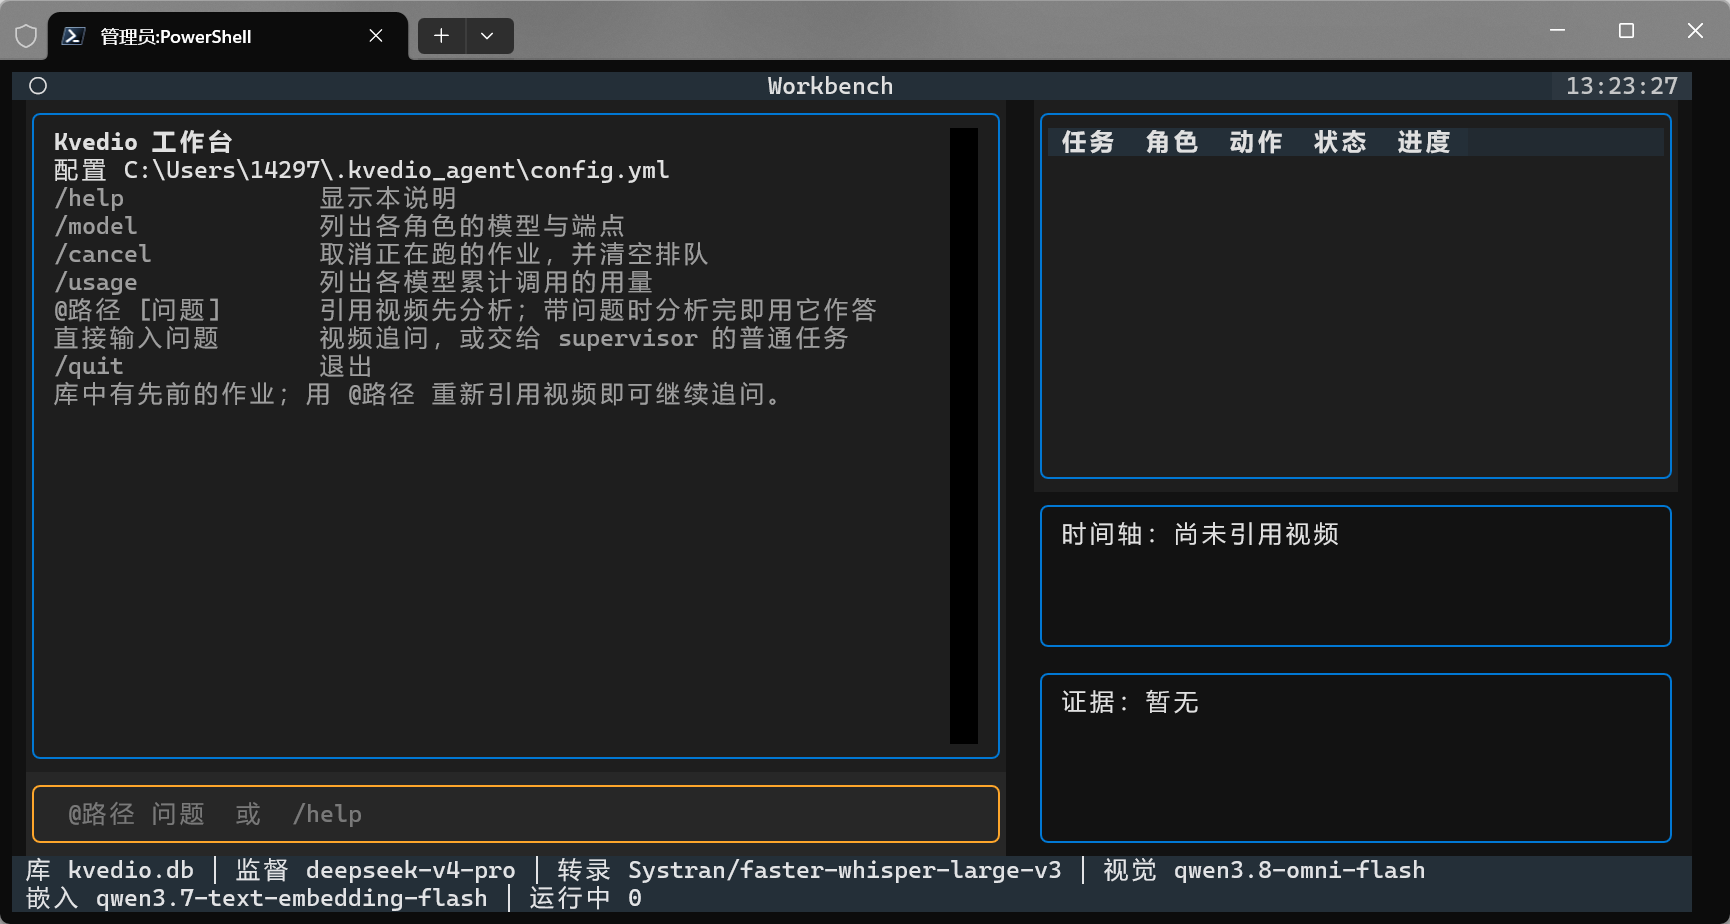 管理员:PowerShell
Workbench
13:23:27
Kvedio 工作台
配置 C:\Users\14297\.kvedio_agent\config.yml
/help 显示本说明
/model 列出各角色的模型与端点
/cancel 取消正在跑的作业，并清空排队
/usage 列出各模型累计调用的用量
@路径 [问题] 引用视频先分析；带问题时分析完即用它作答
直接输入问题 视频追问，或交给 supervisor 的普通任务
/quit 退出
库中有先前的作业；用 @路径 重新引用视频即可继续追问。
@路径 问题 或 /help
任务 角色 动作 状态 进度
时间轴：尚未引用视频
证据：暂无
库 kvedio.db │ 监督 deepseek-v4-pro │ 转录 Systran/faster-whisper-large-v3 │ 视觉 qwen3.8-omni-flash
嵌入 qwen3.7-text-embedding-flash │ 运行中 0